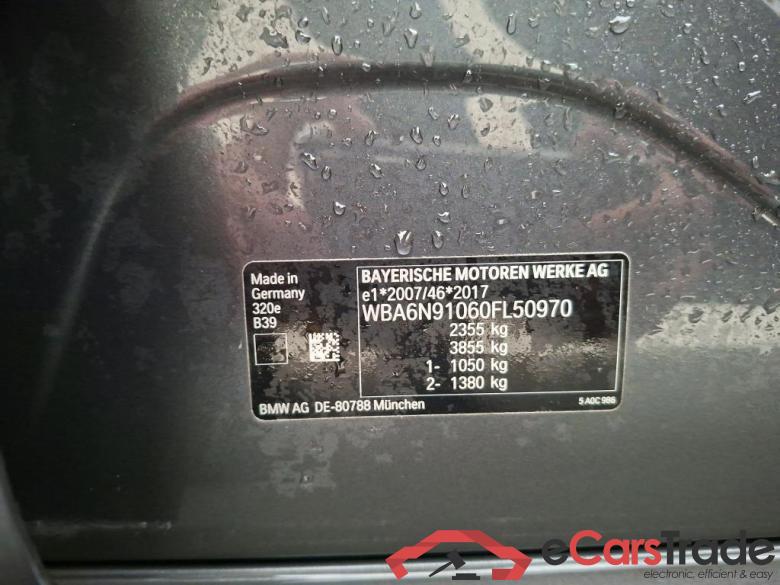 Made in
Germany
320e
B39
BAYERISCHE MOTOREN WERKE AG
e1*2007/46*2017
WBA6N91060FL50970
2355 kg
3855 kg
1- 1050 kg
2- 1380 kg
BMW AG DE-80788 München
5 A0C 986
eCarsTrade
electronic, efficient & easy